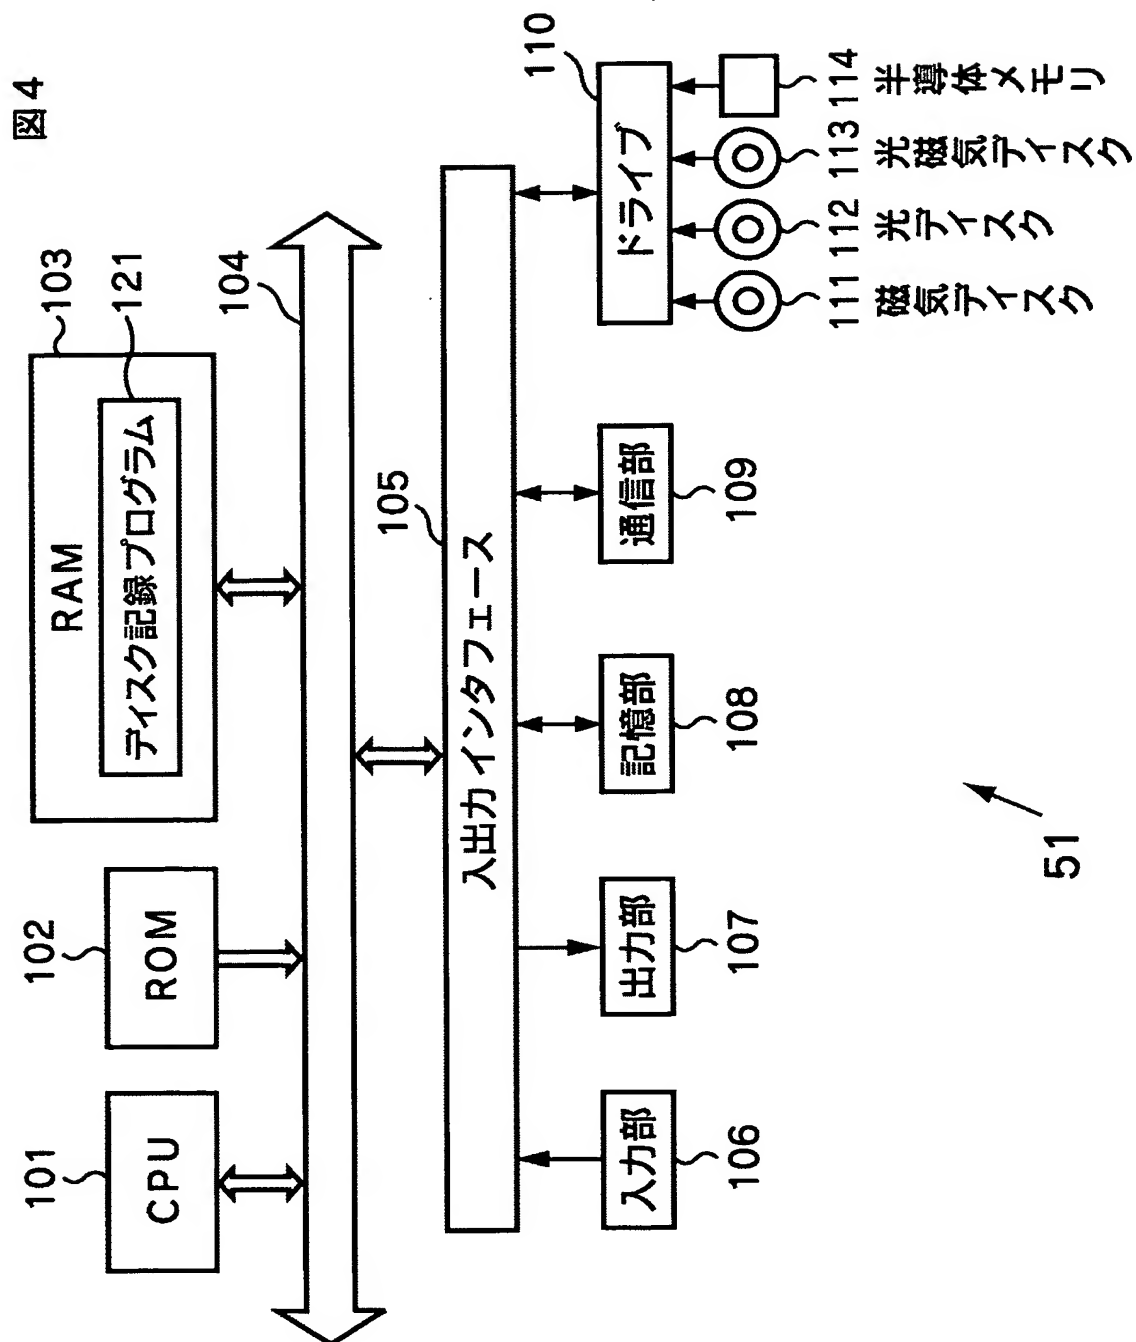 図4
101
CPU
102
ROM
103
RAM
121
ディスク記録プログラム
104
105
入出力インタフェース
入力部
106
出力部
107
記憶部
108
通信部
109
110
ドライブ
111
磁気ディスク
112
光ディスク
113
光磁気ディスク
114
半導体メモリ
51